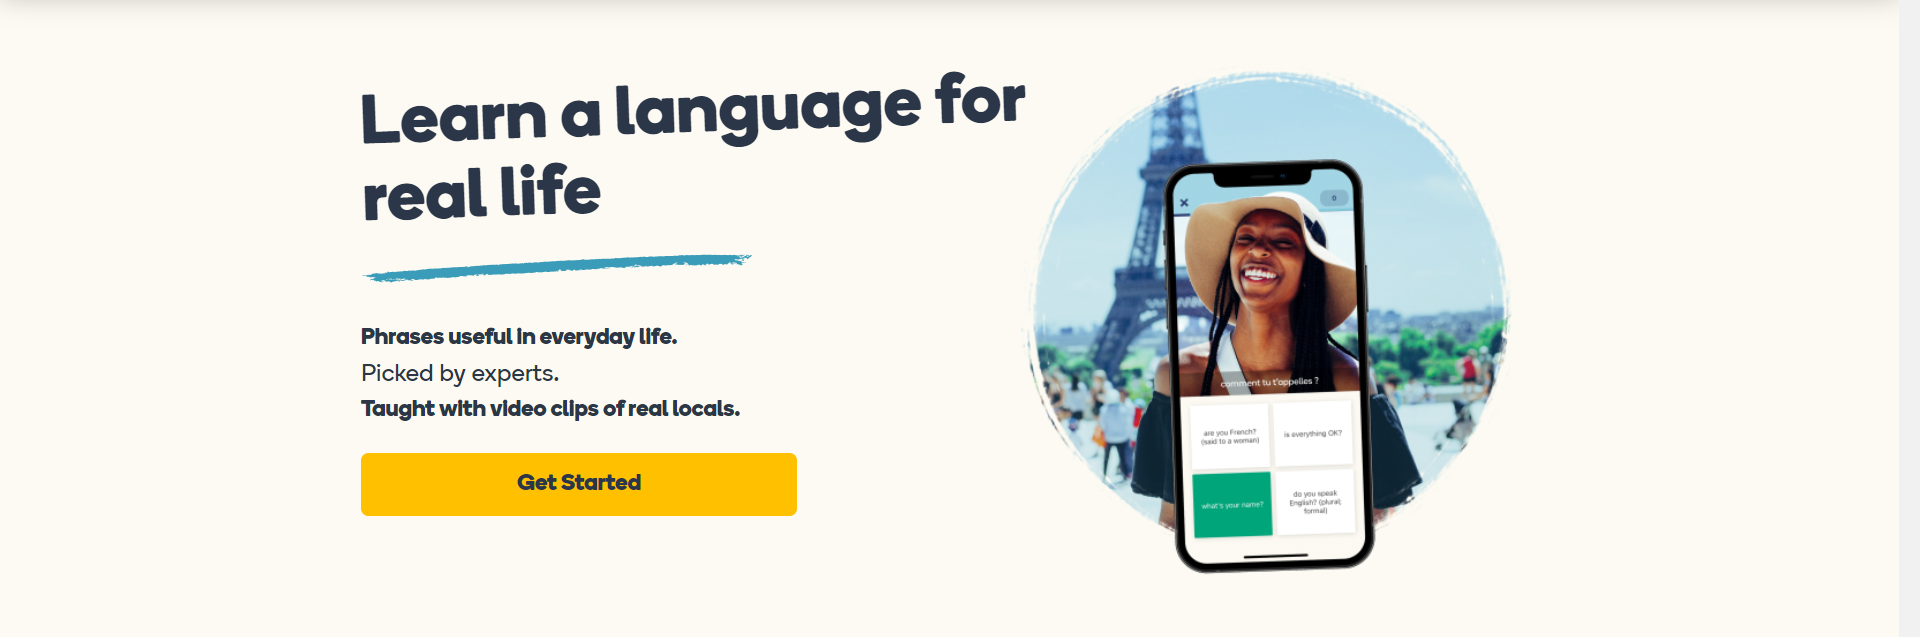 Learn a language for
real life
Phrases useful in everyday life.
Picked by experts.
Taught with video clips of real locals.
Get Started
0
comment tu t'appelles ?
are you French?
(said to a woman)
is everything OK?
what's your name?
do you speak
English? (plural,
formal)